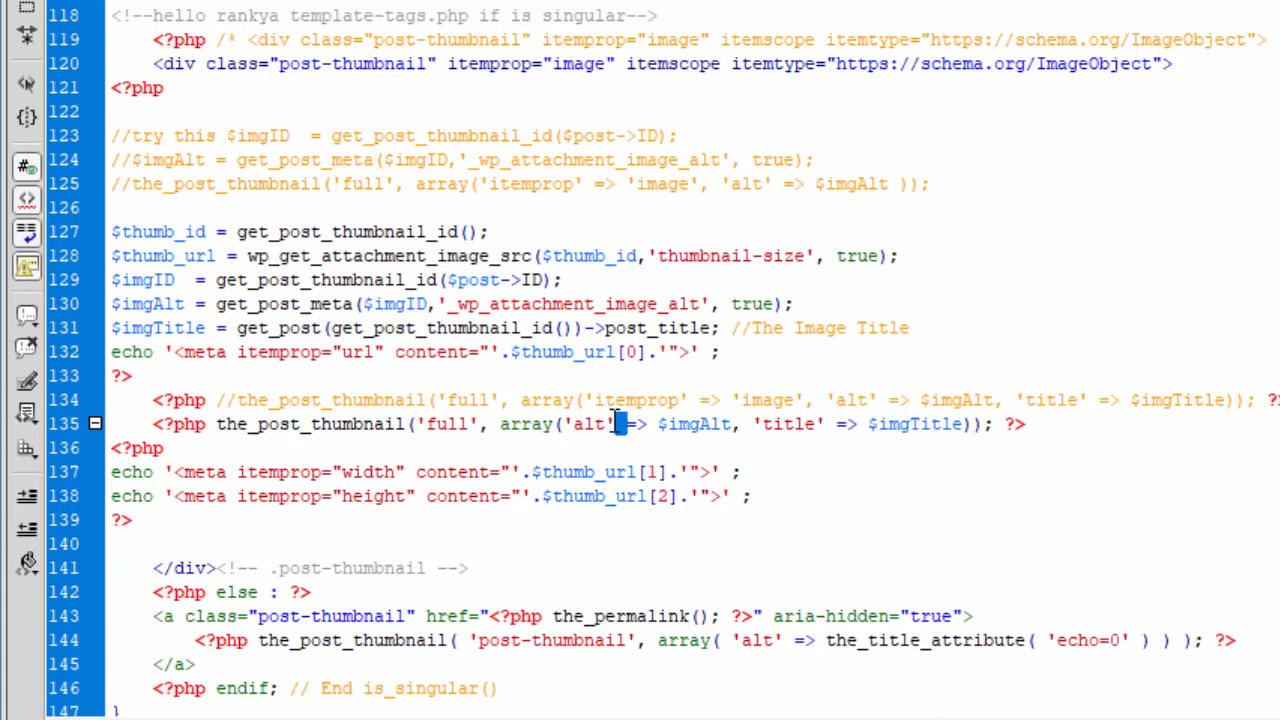 118 <!--hello rankya template-tags.php if is singular-->
119 <?php /* <div class="post-thumbnail" itemprop="image" itemscope itemtype="https://schema.org/ImageObject">
120 <div class="post-thumbnail" itemprop="image" itemscope itemtype="https://schema.org/ImageObject">
121 <?php
122
123 //try this $imgID  = get_post_thumbnail_id($post->ID);
124 //$imgAlt = get_post_meta($imgID,'_wp_attachment_image_alt', true);
125 //the_post_thumbnail('full', array('itemprop' => 'image', 'alt' => $imgAlt ));
126
127 $thumb_id = get_post_thumbnail_id();
128 $thumb_url = wp_get_attachment_image_src($thumb_id,'thumbnail-size', true);
129 $imgID  = get_post_thumbnail_id($post->ID);
130 $imgAlt = get_post_meta($imgID,'_wp_attachment_image_alt', true);
131 $imgTitle = get_post(get_post_thumbnail_id())->post_title; //The Image Title
132 echo '<meta itemprop="url" content="'.$thumb_url[0].'">' ;
133 ?>
134 <?php //the_post_thumbnail('full', array('itemprop' => 'image', 'alt' => $imgAlt, 'title' => $imgTitle)); ?
135 <?php the_post_thumbnail('full', array('alt' => $imgAlt, 'title' => $imgTitle)); ?>
136 <?php
137 echo '<meta itemprop="width" content="'.$thumb_url[1].'">' ;
138 echo '<meta itemprop="height" content="'.$thumb_url[2].'">' ;
139 ?>
140
141 </div><!-- .post-thumbnail -->
142 <?php else : ?>
143 <a class="post-thumbnail" href="<?php the_permalink(); ?>" aria-hidden="true">
144 <?php the_post_thumbnail( 'post-thumbnail', array( 'alt' => the_title_attribute( 'echo=0' ) ) ); ?>
145 </a>
146 <?php endif; // End is_singular()
147 }